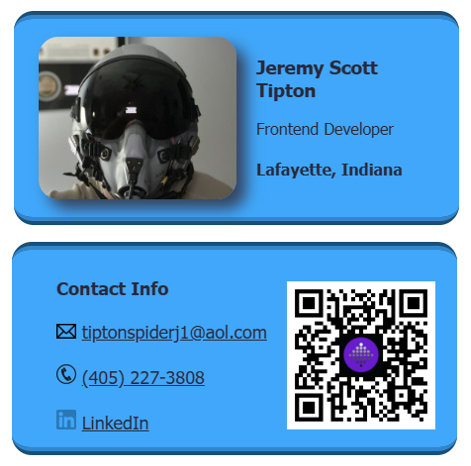 Jeremy Scott
Tipton
Frontend Developer
Lafayette, Indiana
Contact Info
tiptonspiderj1@aol.com
(405) 227-3808
LinkedIn